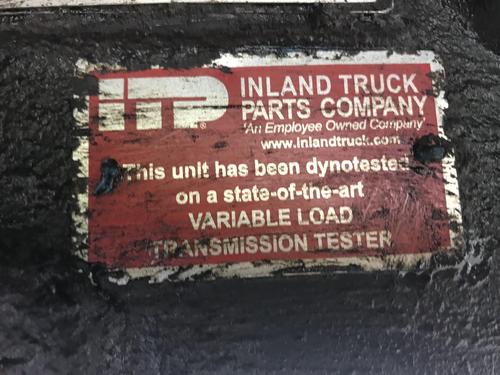 ITP®
INLAND TRUCK
PARTS COMPANY
'An Employee Owned Company'
www.inlandtruck.com
This unit has been dynotested
on a state-of-the-art
VARIABLE LOAD
TRANSMISSION TESTER